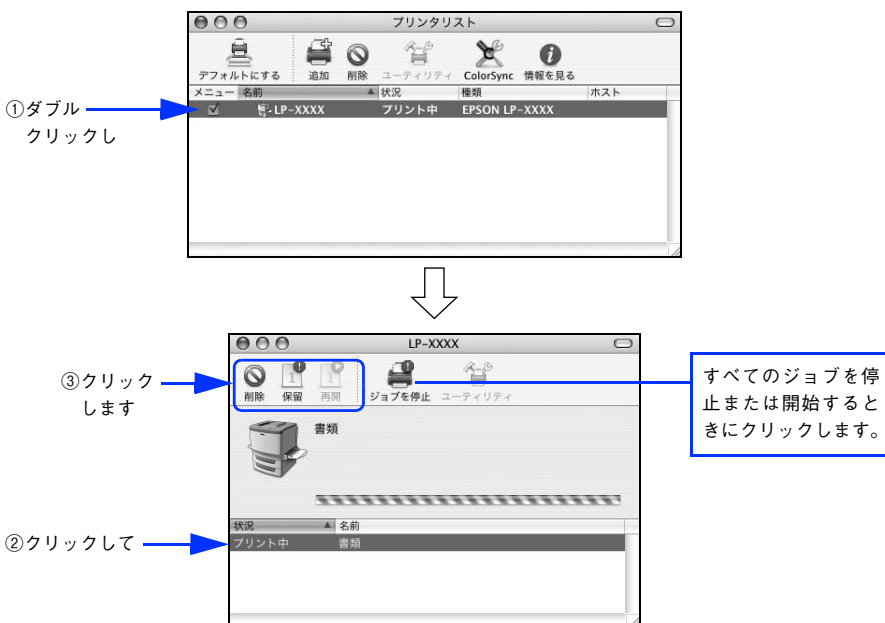 プリンタリスト
デフォルトにする 追加 削除 ユーティリティ ColorSync 情報を見る
メニュー 名前 状況 種類 ホスト
LP-XXXX プリント中 EPSON LP-XXXX
①ダブル
クリックし
LP-XXXX
削除 保留 再開 ジョブを停止 ユーティリティ
③クリック
します
すべてのジョブを停
止または開始すると
きにクリックします。
書類
状況 名前
プリント中 書類
②クリックして